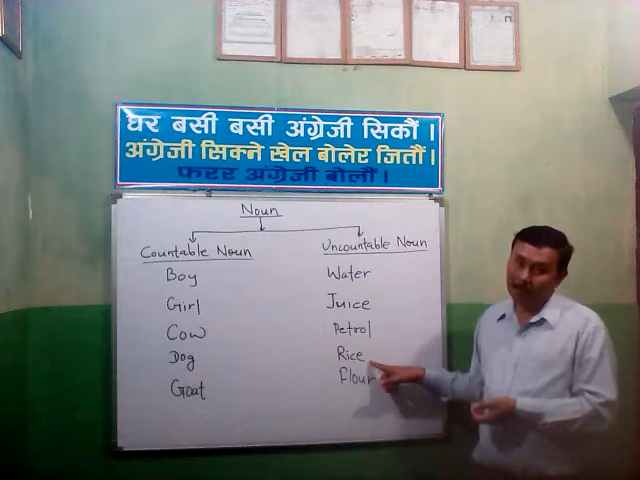 घर बसी बसी अंग्रेजी सिकौं ।
अंग्रेजी सिक्ने खेल बोलेर जितौं ।
फरर अंग्रेजी बोलौं ।
Noun
Countable Noun
Boy
Girl
Cow
Dog
Goat
Uncountable Noun
Water
Juice
Petrol
Rice
Flour